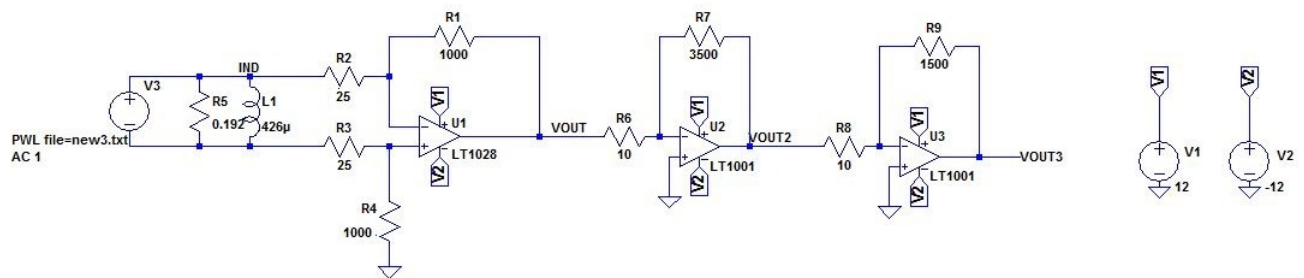 V3
PWL file=new3.txt
AC 1
R5
0.192
IND
L1
426µ
R2
25
R3
25
R1
1000
V1
U1
LT1028
V2
R4
1000
VOUT
R6
10
R7
3500
V1
U2
LT1001
V2
VOUT2
R8
10
R9
1500
V1
U3
LT1001
V2
VOUT3
V1
V1
12
V2
V2
-12